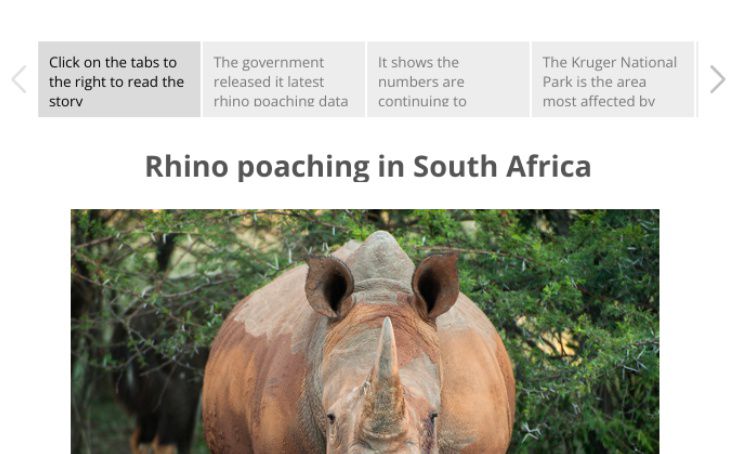 Click on the tabs to
the right to read the
story
The government
released it latest
rhino poaching data
It shows the
numbers are
continuing to
The Kruger National
Park is the area
most affected by
Rhino poaching in South Africa